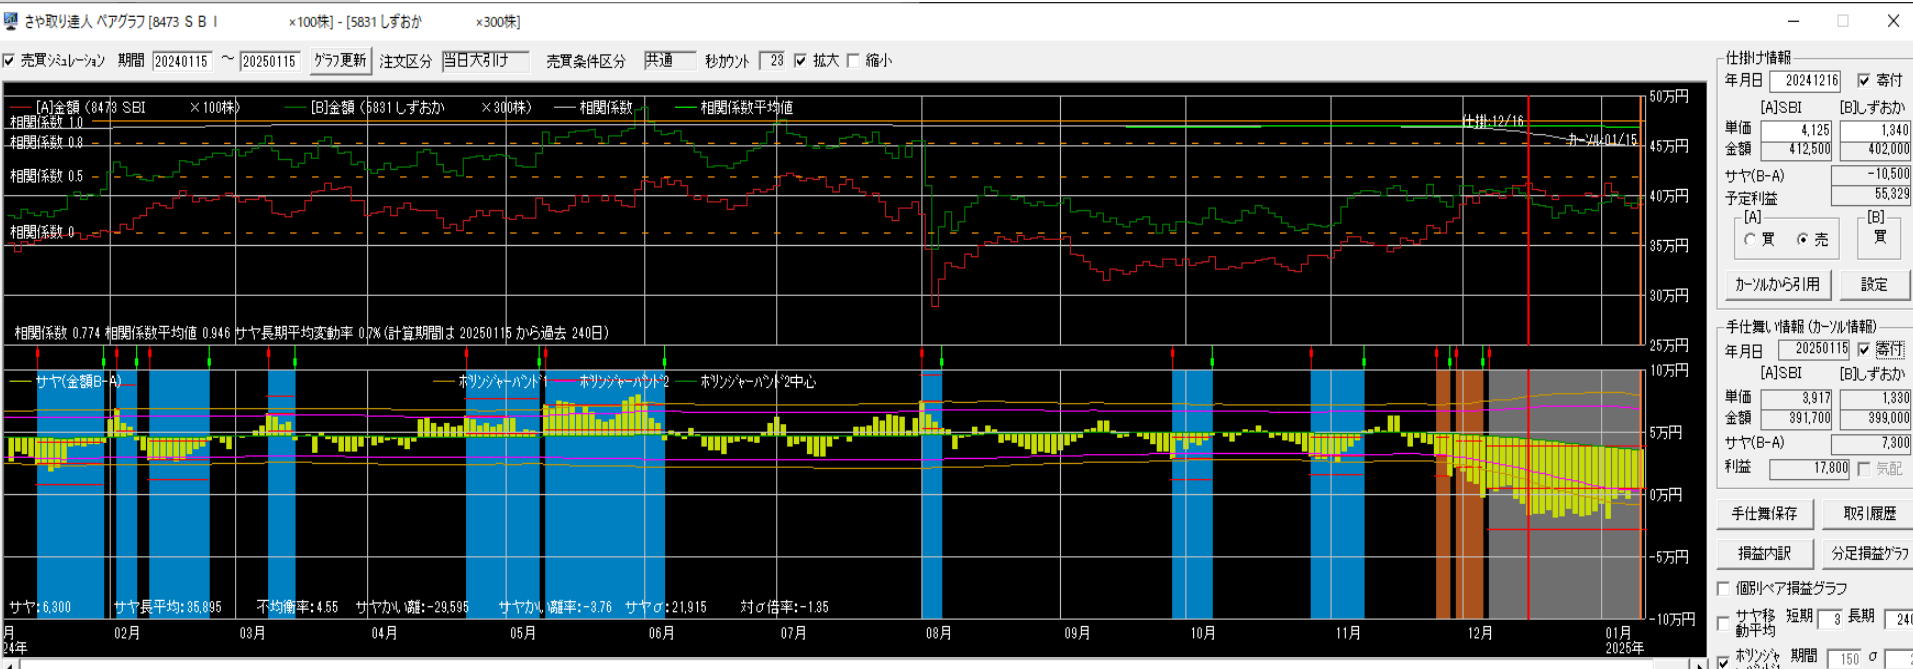 さや取り達人 ペアグラフ [8473 ＳＢＩ ×100株] - [5831 しずおか ×300株]
売買シミュレーション 期間 20240115 ～ 20250115 グラフ更新 注文区分 当日大引け 売買条件区分 共通 秒カウント 23 拡大 縮小
[A]金額 (8473 SBI ×100株) [B]金額 (5831 しずおか ×300株) 相関係数 相関係数平均値
相関係数 1.0
相関係数 0.8
相関係数 0.5
相関係数 0
仕掛:12/16
カーソル:01/15
50万円
45万円
40万円
35万円
30万円
25万円
相関係数 0.774 相関係数平均値 0.946 サヤ長期平均変動率 0.7% (計算期間は 20250115 から過去 240日)
サヤ(金額B-A) ボリンジャーバンド1 ボリンジャーバンド2 ボリンジャーバンド2中心
10万円
5万円
0万円
-5万円
-10万円
サヤ:6,300 サヤ長平均:35,895 不均衡率:4.55 サヤかい離:-29,595 サヤかい離率:-3.76 サヤσ:21,915 対σ倍率:-1.35
月 02月 03月 04月 05月 06月 07月 08月 09月 10月 11月 12月 01月
24年 2025年
仕掛け情報
年月日 20241216 寄付
[A]SBI [B]しずおか
単価 4,125 1,340
金額 412,500 402,000
サヤ(B-A) -10,500
予定利益 55,329
[A] [B]
買 売 買
カーソルから引用 設定
手仕舞い情報 (カーソル情報)
年月日 20250115 寄付
[A]SBI [B]しずおか
単価 3,917 1,330
金額 391,700 399,000
サヤ(B-A) 7,300
利益 17,800 気配
手仕舞保存 取引履歴
損益内訳 分足損益グラフ
個別ペア損益グラフ
サヤ移動平均 短期 3 長期 240
ボリンジャ 期間 150 σ